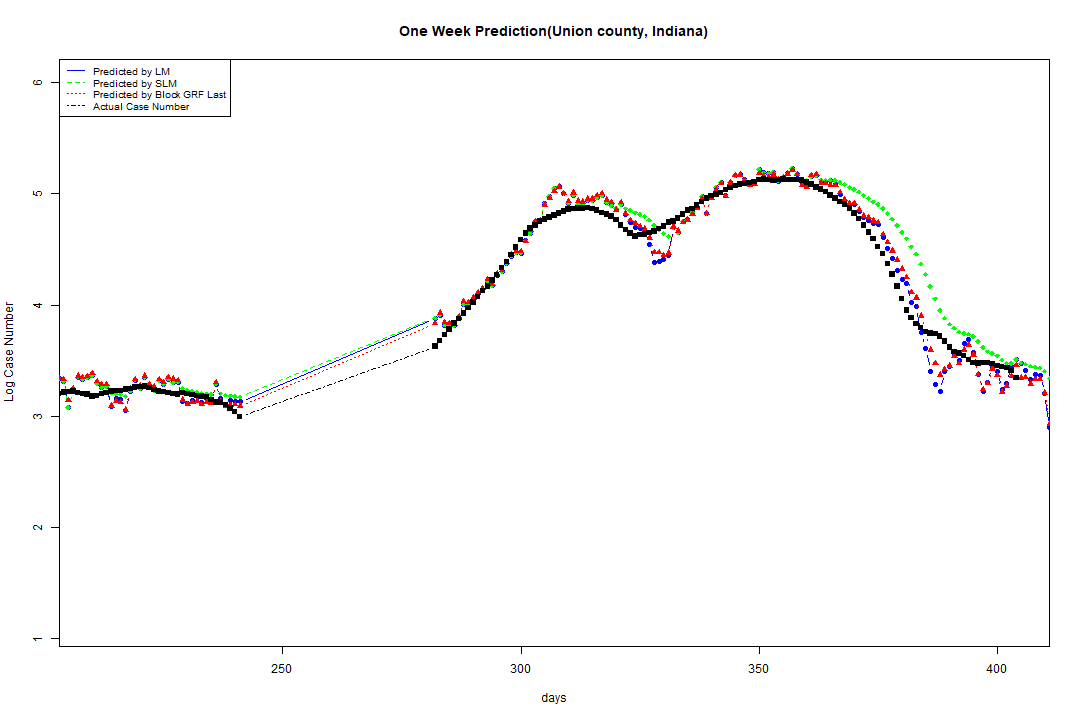 One Week Prediction(Union county, Indiana)
Predicted by LM
Predicted by SLM
Predicted by Block GRF Last
Actual Case Number
Log Case Number
6
5
4
3
2
1
250
300
350
400
days